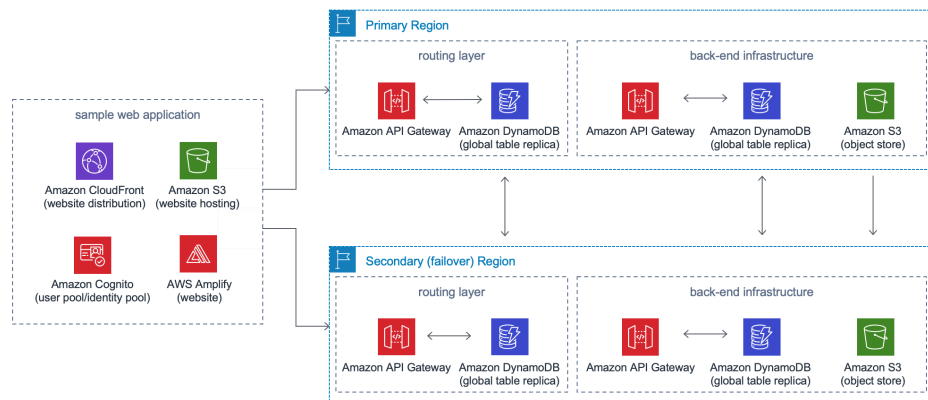 Primary Region
routing layer
back-end infrastructure
Amazon API Gateway
Amazon DynamoDB
(global table replica)
Amazon API Gateway
Amazon DynamoDB
(global table replica)
Amazon S3
(object store)
sample web application
Amazon CloudFront
(website distribution)
Amazon S3
(website hosting)
Amazon Cognito
(user pool/identity pool)
AWS Amplify
(website)
Secondary (failover) Region
routing layer
back-end infrastructure
Amazon API Gateway
Amazon DynamoDB
(global table replica)
Amazon API Gateway
Amazon DynamoDB
(global table replica)
Amazon S3
(object store)